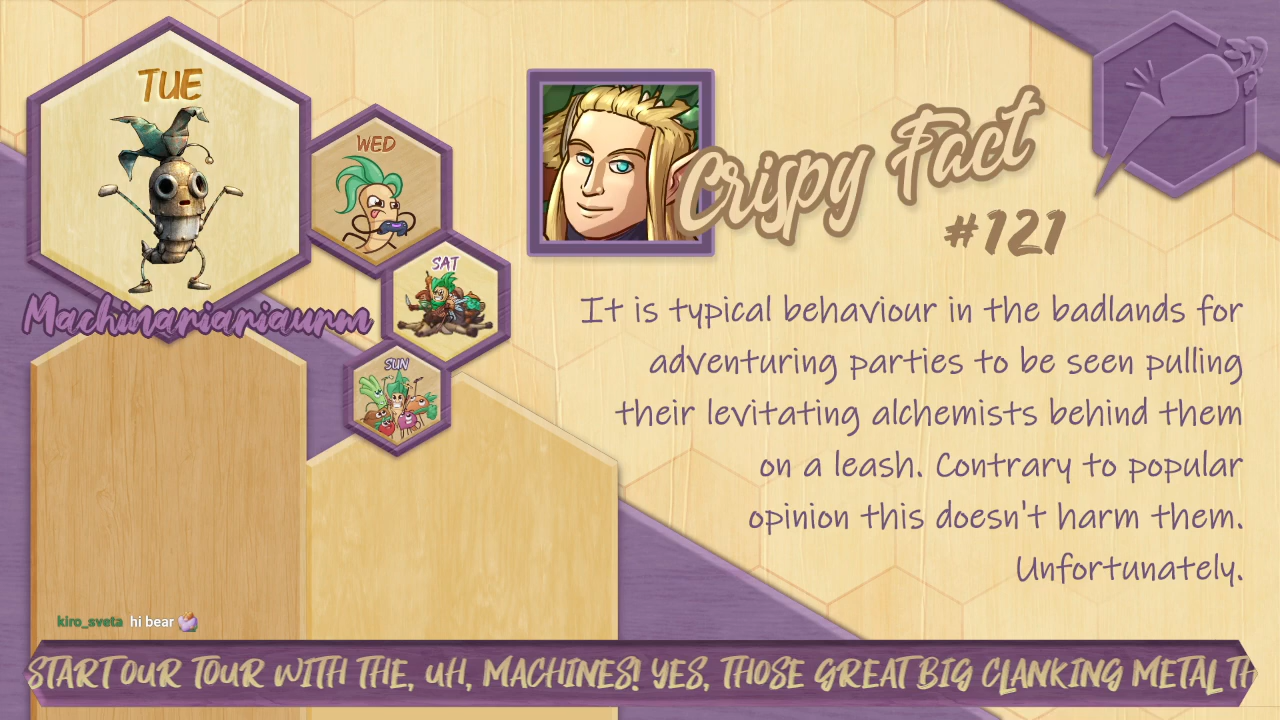 TUE
WED
SAT
SUN
Machinariariaurm
Crispy Fact
#121
It is typical behaviour in the badlands for
adventuring parties to be seen pulling
their levitating alchemists behind them
on a leash. Contrary to popular
opinion this doesn't harm them.
Unfortunately.
kiro_sveta hi bear
START OUR TOUR WITH THE, UH, MACHINES! YES, THOSE GREAT BIG CLANKING METAL TH